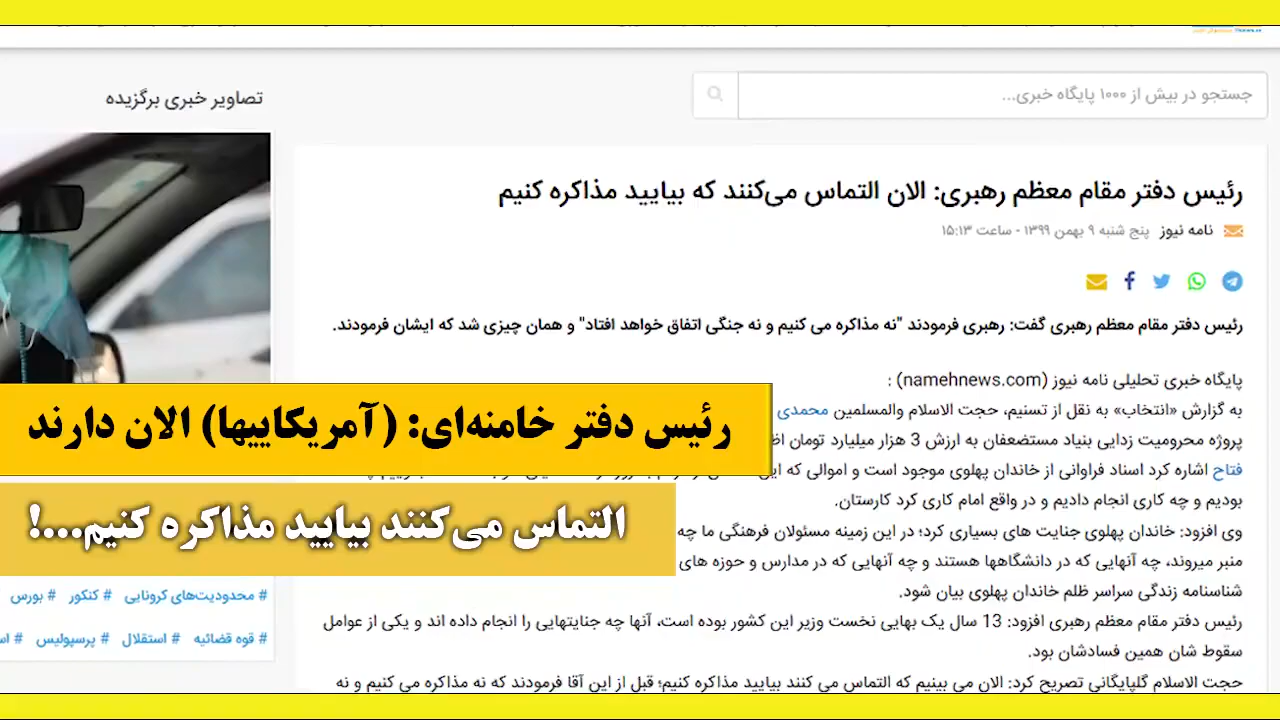 جستجو در بیش از ۱۰۰۰ پایگاه خبری...
تصاویر خبری برگزیده
رئیس دفتر مقام معظم رهبری: الان التماس می‌کنند که بیایید مذاکره کنیم
نامه نیوز پنج شنبه ۹ بهمن ۱۳۹۹ - ساعت ۱۵:۱۳
رئیس دفتر مقام معظم رهبری گفت: رهبری فرمودند "نه مذاکره می کنیم و نه جنگی اتفاق خواهد افتاد" و همان چیزی شد که ایشان فرمودند.
پایگاه خبری تحلیلی نامه نیوز (namehnews.com) :
به گزارش «انتخاب» به نقل از تسنیم، حجت الاسلام والمسلمین محمدی
پروژه محرومیت زدایی بنیاد مستضعفان به ارزش 3 هزار میلیارد تومان
فتاح اشاره کرد اسناد فراوانی از خاندان پهلوی موجود است و اموالی که
بودیم و چه کاری انجام دادیم و در واقع امام کاری کرد کارستان.
وی افزود: خاندان پهلوی جنایت های بسیاری کرد؛ در این زمینه مسئولان فرهنگی ما چه
منبر میروند، چه آنهایی که در دانشگاهها هستند و چه آنهایی که در مدارس و حوزه های
شناسنامه زندگی سراسر ظلم خاندان پهلوی بیان شود.
رئیس دفتر مقام معظم رهبری افزود: 13 سال یک بهایی نخست وزیر این کشور بوده است، آنها چه جنایتهایی را انجام داده اند و یکی از عوامل
سقوط شان همین فسادشان بود.
حجت الاسلام گلپایگانی تصریح کرد: الان می بینیم که التماس می کنند بیایید مذاکره کنیم؛ قبل از این آقا فرمودند که نه مذاکره می کنیم و نه
رئیس دفتر خامنه‌ای: (آمریکاییها) الان دارند
التماس می‌کنند بیایید مذاکره کنیم...!
# محدودیت‌های کرونایی # کنکور # بورس
# قوه قضائیه # استقلال # پرسپولیس #